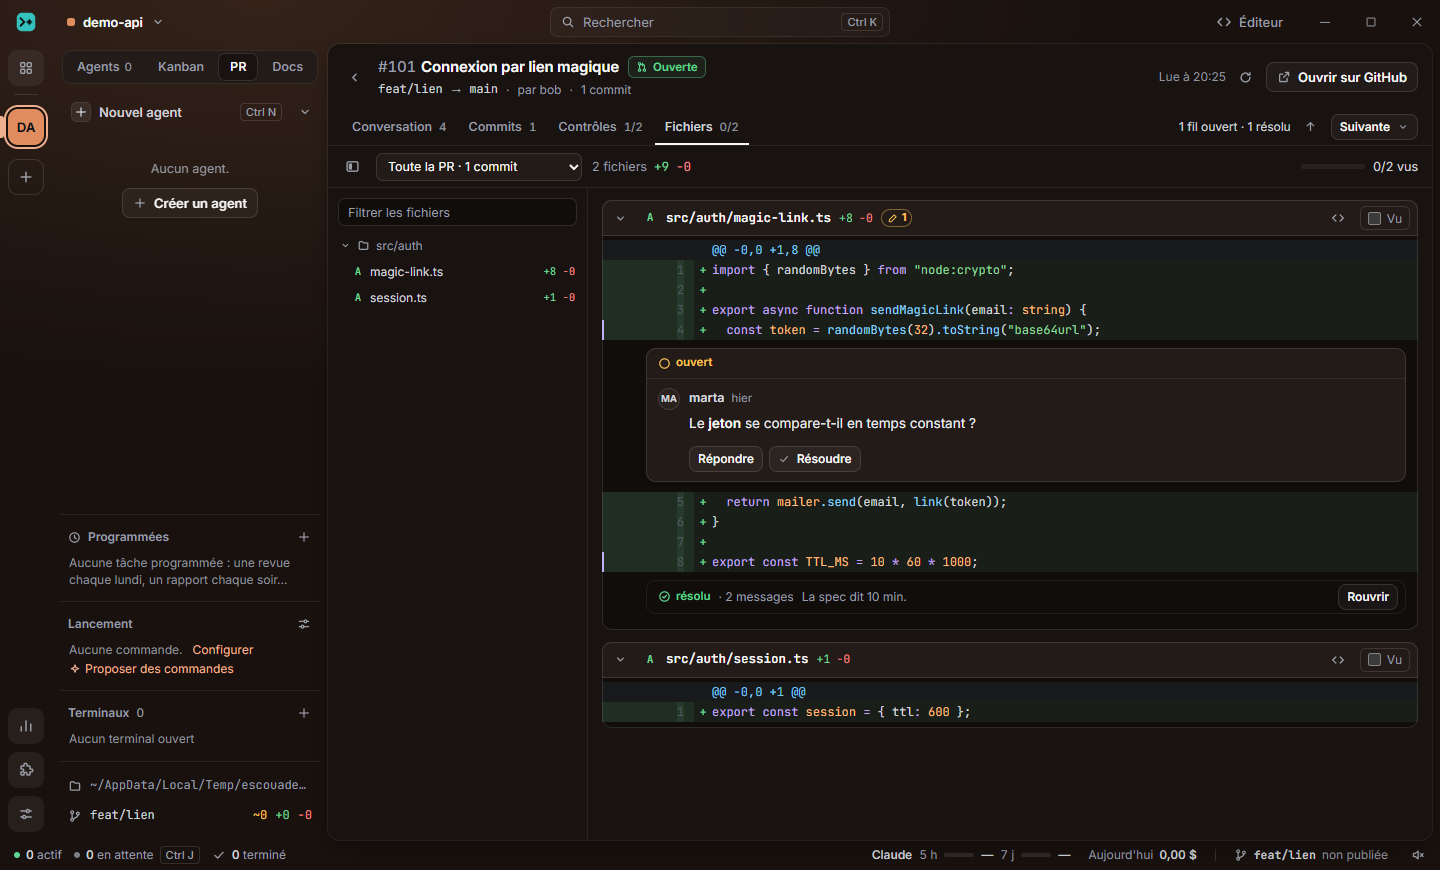 demo-api
Rechercher
Ctrl K
Éditeur
Agents 0
Kanban
PR
Docs
DA
Nouvel agent
Ctrl N
Aucun agent.
Créer un agent
Programmées
Aucune tâche programmée : une revue
chaque lundi, un rapport chaque soir...
Lancement
Aucune commande. Configurer
Proposer des commandes
Terminaux 0
Aucun terminal ouvert
~/AppData/Local/Temp/escouade…
feat/lien ~0 +0 -0
#101 Connexion par lien magique
Ouverte
feat/lien → main · par bob · 1 commit
Lue à 20:25
Ouvrir sur GitHub
Conversation 4
Commits 1
Contrôles 1/2
Fichiers 0/2
1 fil ouvert · 1 résolu
Suivante
Toute la PR · 1 commit
2 fichiers +9 -0
0/2 vus
Filtrer les fichiers
src/auth
A magic-link.ts +8 -0
A session.ts +1 -0
A src/auth/magic-link.ts +8 -0 1
Vu
@@ -0,0 +1,8 @@
1 + import { randomBytes } from "node:crypto";
2 +
3 + export async function sendMagicLink(email: string) {
4 + const token = randomBytes(32).toString("base64url");
ouvert
MA marta hier
Le jeton se compare-t-il en temps constant ?
Répondre
Résoudre
5 + return mailer.send(email, link(token));
6 + }
7 +
8 + export const TTL_MS = 10 * 60 * 1000;
résolu · 2 messages La spec dit 10 min.
Rouvrir
A src/auth/session.ts +1 -0
Vu
@@ -0,0 +1 @@
1 + export const session = { ttl: 600 };
0 actif
0 en attente
Ctrl J
0 terminé
Claude 5 h — 7 j —
Aujourd'hui 0,00 $
feat/lien non publiée